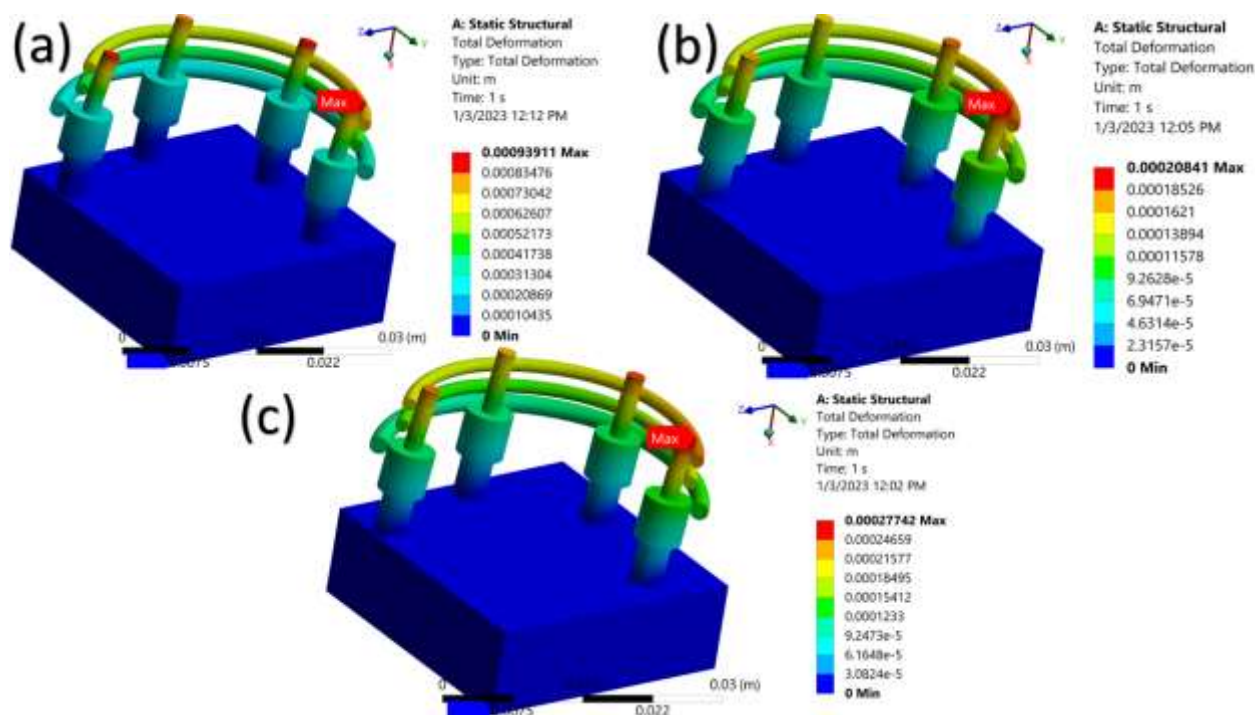 (a)
A: Static Structural
Total Deformation
Type: Total Deformation
Unit: m
Time: 1 s
1/3/2023 12:12 PM
0.00093911 Max
0.00083476
0.00073042
0.00062607
0.00052173
0.00041738
0.00031304
0.00020869
0.00010435
0 Min
Max
Z
Y
X
0
0.03 (m)
0.022
(b)
A: Static Structural
Total Deformation
Type: Total Deformation
Unit: m
Time: 1 s
1/3/2023 12:05 PM
0.00020841 Max
0.00018526
0.0001621
0.00013894
0.00011578
9.2628e-5
6.9471e-5
4.6314e-5
2.3157e-5
0 Min
Max
Z
Y
X
0
0.03 (m)
0.022
(c)
A: Static Structural
Total Deformation
Type: Total Deformation
Unit: m
Time: 1 s
1/3/2023 12:02 PM
0.00027742 Max
0.00024659
0.00021577
0.00018495
0.00015412
0.0001233
9.2473e-5
6.1648e-5
3.0824e-5
0 Min
Max
Z
Y
X
0
0.03 (m)
0.022